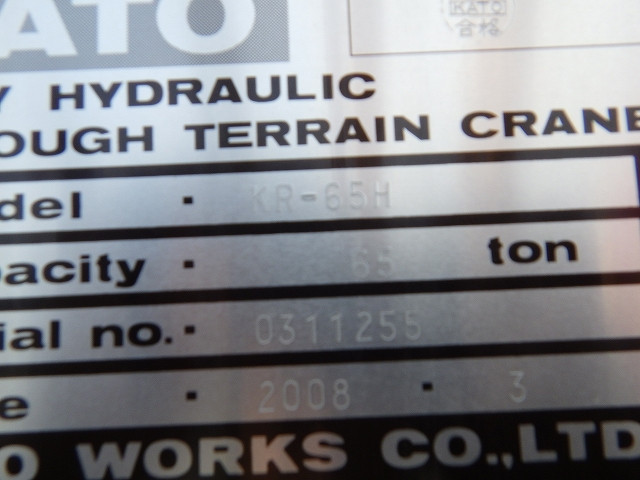 KATO
KATO
合格
Y HYDRAULIC
OUGH TERRAIN CRANE
del · KR-65H
acity · 65 ton
ial no. · 0311255
e · 2008 · 3
O WORKS CO.,LTD